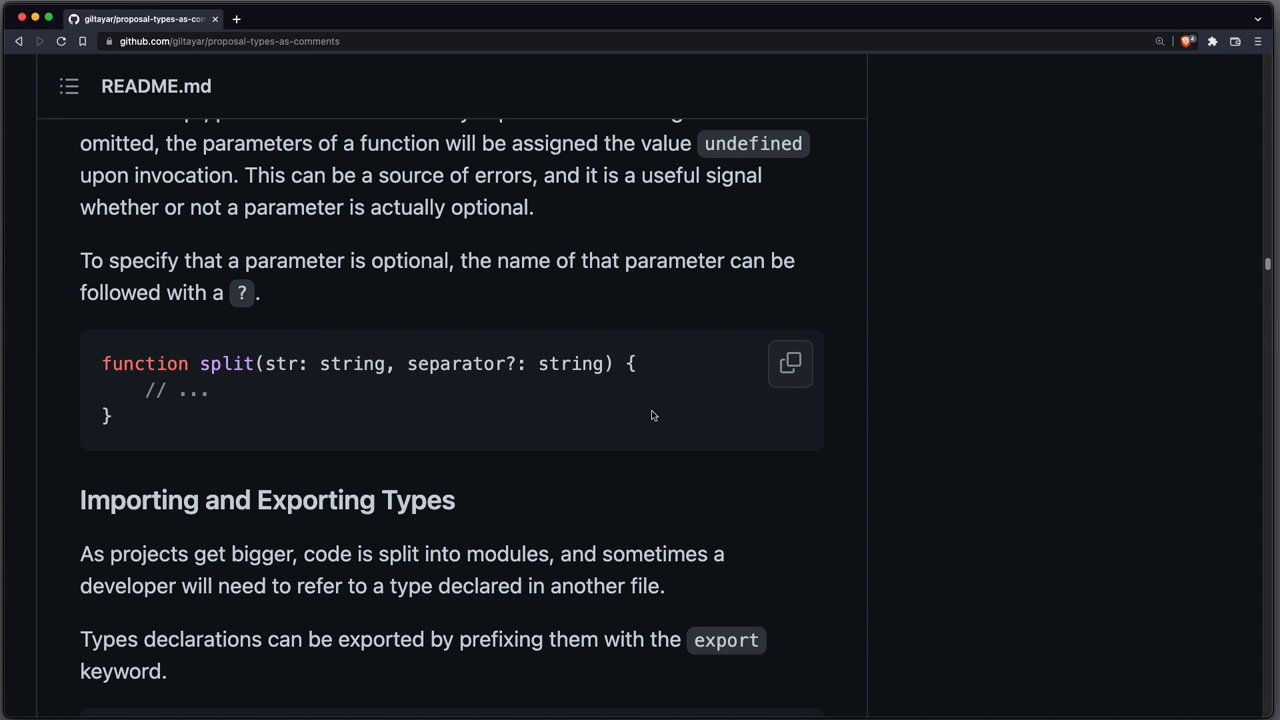 giltayar/proposal-types-as-con
github.com/giltayar/proposal-types-as-comments
README.md
omitted, the parameters of a function will be assigned the value undefined
upon invocation. This can be a source of errors, and it is a useful signal
whether or not a parameter is actually optional.
To specify that a parameter is optional, the name of that parameter can be
followed with a ?.
function split(str: string, separator?: string) {
// ...
}
Importing and Exporting Types
As projects get bigger, code is split into modules, and sometimes a
developer will need to refer to a type declared in another file.
Types declarations can be exported by prefixing them with the export
keyword.